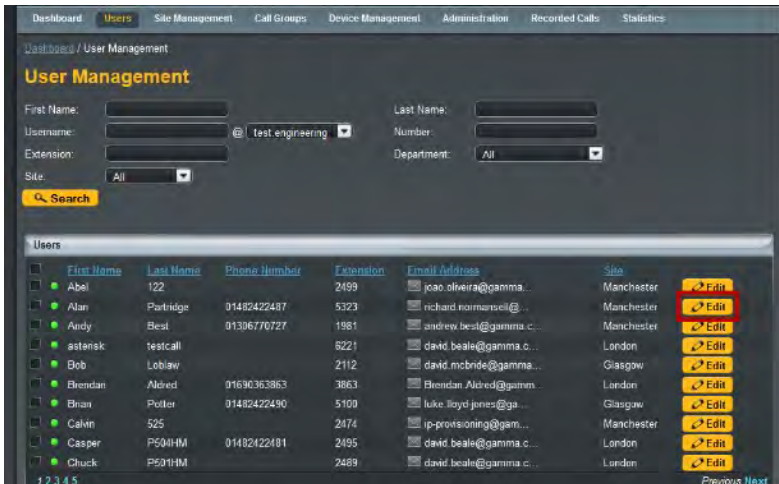 Dashboard Users Site Management Call Groups Device Management Administration Recorded Calls Statistics
Dashboard / User Management
User Management
First Name: Last Name:
Username: @ test.engineering Number:
Extension: Department: All
Site: All
Search
Users
First Name Last Name Phone Number Extension Email Address Site
Abel 122 2499 joao.oliveira@gamma... Manchester Edit
Alan Partridge 01482422487 5323 richard.normansell@... Manchester Edit
Andy Best 01306770727 1981 andrew.best@gamma.c... Manchester Edit
asterisk testcall 6221 david.beale@gamma.c... London Edit
Bob Loblaw 2112 david.mcbride@gamma... Glasgow Edit
Brendan Aldred 01690363863 3863 Brendan.Aldred@gamm... London Edit
Brian Potter 01482422490 5100 luke.lloyd-jones@ga... Glasgow Edit
Calvin 525 2474 ip-provisioning@gam... Manchester Edit
Casper P504HM 01482422481 2495 david.beale@gamma.c... London Edit
Chuck P501HM 2489 david.beale@gamma.c... London Edit
1 2 3 4 5 Previous Next